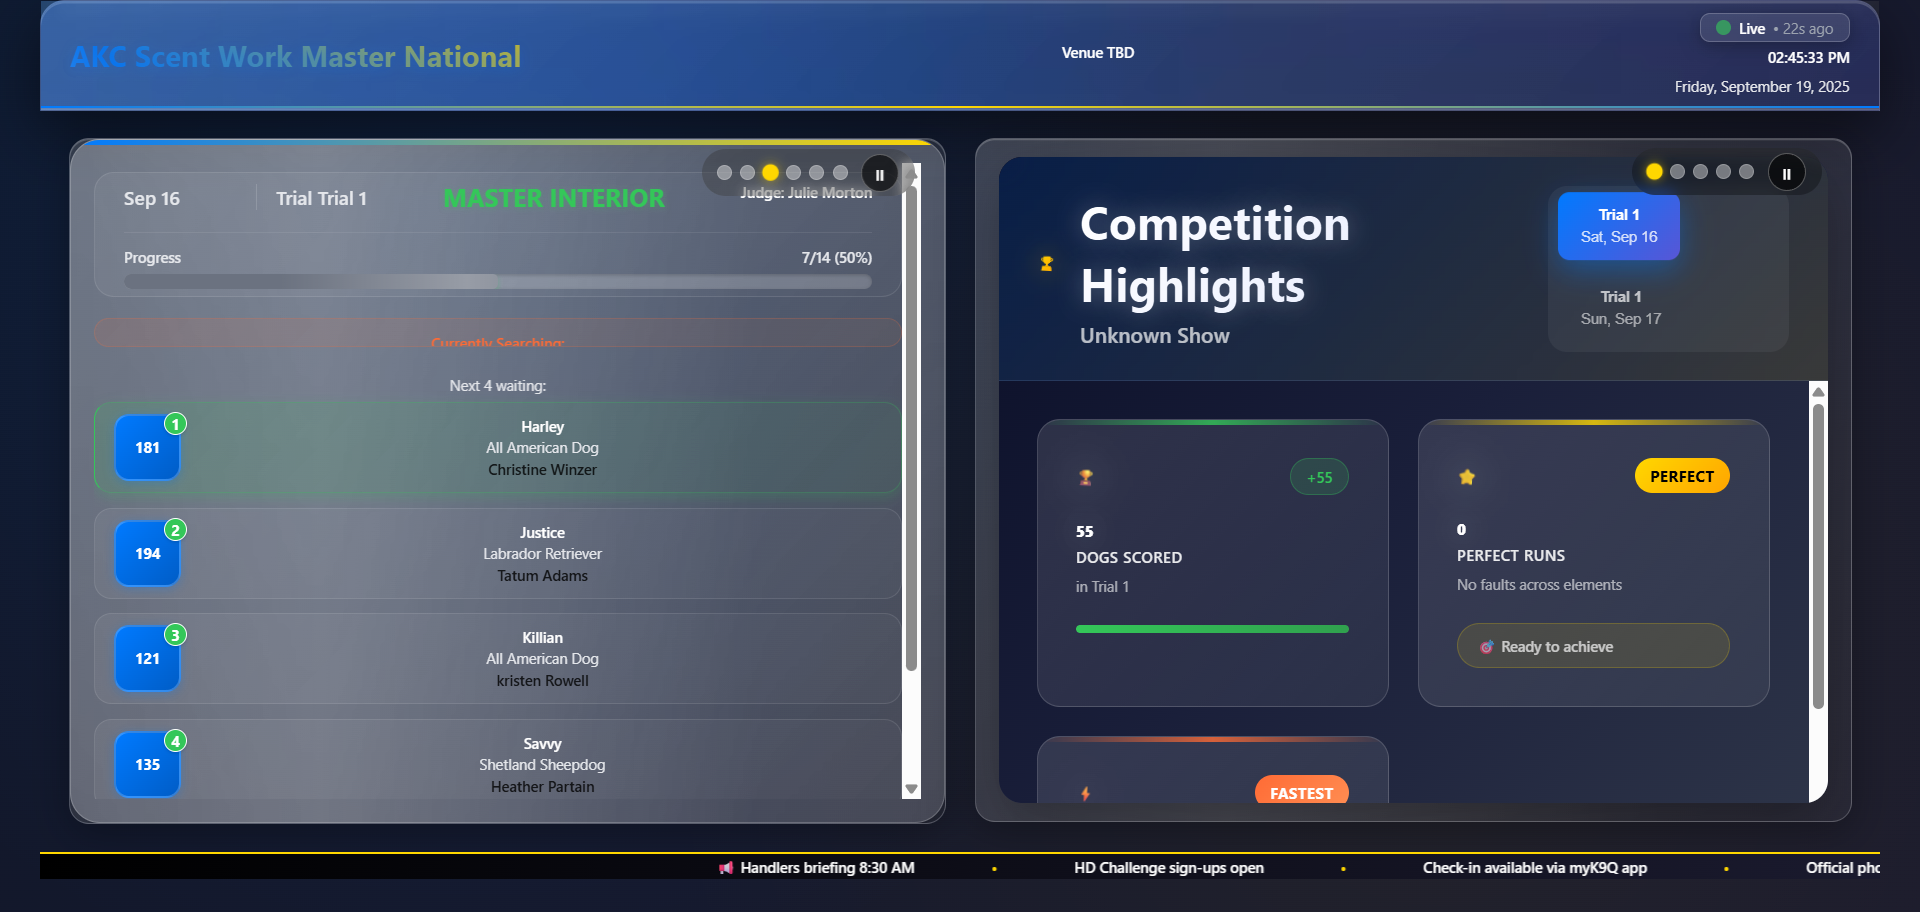 AKC Scent Work Master National
Venue TBD
Live • 22s ago
02:45:33 PM
Friday, September 19, 2025
Sep 16
Trial Trial 1
MASTER INTERIOR
Judge: Julie Morton
Progress
7/14 (50%)
Currently Searching:
Next 4 waiting:
181
1
Harley
All American Dog
Christine Winzer
194
2
Justice
Labrador Retriever
Tatum Adams
121
3
Killian
All American Dog
kristen Rowell
135
4
Savvy
Shetland Sheepdog
Heather Partain
Competition
Highlights
Unknown Show
Trial 1
Sat, Sep 16
Trial 1
Sun, Sep 17
+55
55
DOGS SCORED
in Trial 1
PERFECT
0
PERFECT RUNS
No faults across elements
Ready to achieve
FASTEST
Handlers briefing 8:30 AM • HD Challenge sign-ups open • Check-in available via myK9Q app • Official pho